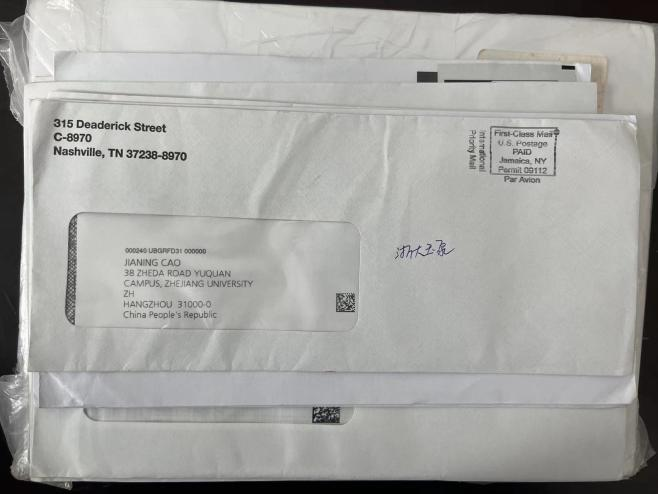 315 Deaderick Street
C-8970
Nashville, TN 37238-8970
First-Class Mail
U.S. Postage
PAID
Jamaica, NY
Permit 09112
Par Avion
International
Priority Mail
000240 UBGRFD31 000000
JIANING CAO
38 ZHEDA ROAD YUQUAN
CAMPUS, ZHEJIANG UNIVERSITY
ZH
HANGZHOU 31000-0
China People's Republic
浙大玉泉